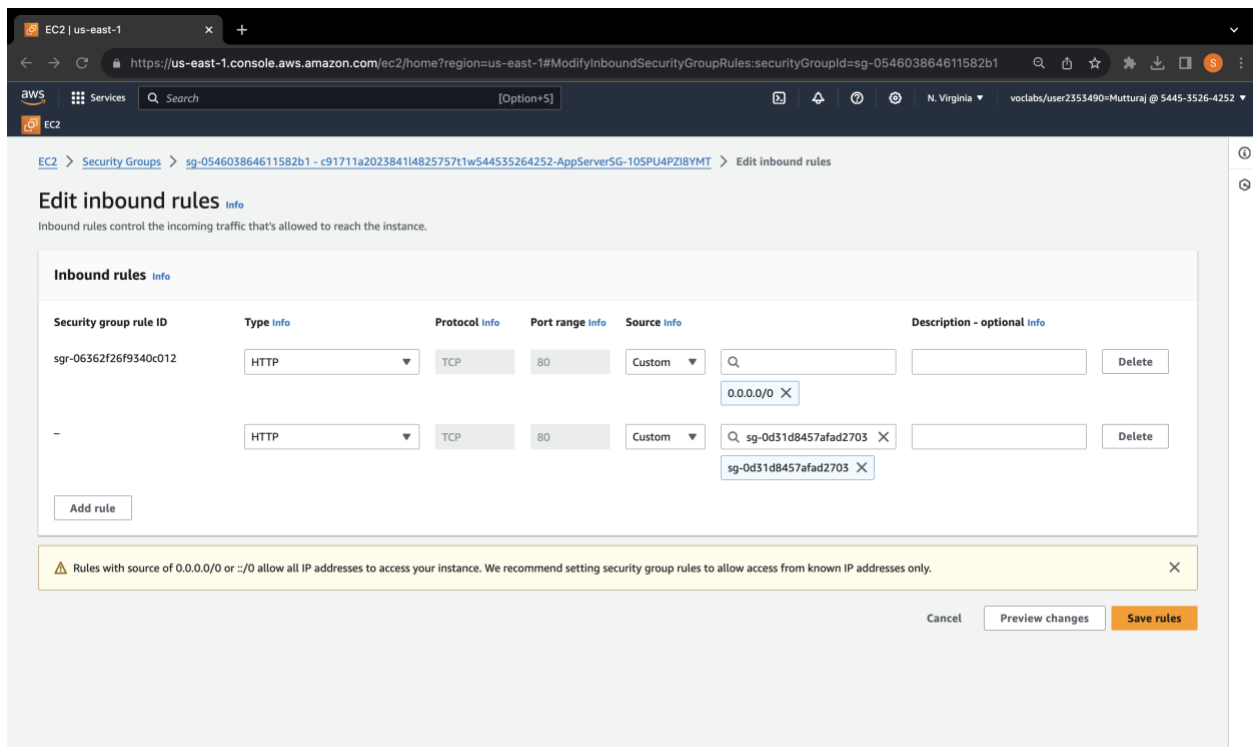 EC2 | us-east-1
https://us-east-1.console.aws.amazon.com/ec2/home?region=us-east-1#ModifyInboundSecurityGroupRules:securityGroupId=sg-054603864611582b1
S
aws Services Search [Option+S] N. Virginia voclabs/user2353490=Mutturaj @ 5445-3526-4252
EC2
EC2 > Security Groups > sg-054603864611582b1 - c91711a2023841l4825757t1w544535264252-AppServerSG-10SPU4PZI8YMT > Edit inbound rules
Edit inbound rules Info
Inbound rules control the incoming traffic that's allowed to reach the instance.
Inbound rules Info
Security group rule ID Type Info Protocol Info Port range Info Source Info Description - optional Info
sgr-06362f26f9340c012 HTTP TCP 80 Custom Delete
0.0.0.0/0
– HTTP TCP 80 Custom sg-0d31d8457afad2703 Delete
sg-0d31d8457afad2703
Add rule
Rules with source of 0.0.0.0/0 or ::/0 allow all IP addresses to access your instance. We recommend setting security group rules to allow access from known IP addresses only.
Cancel Preview changes Save rules